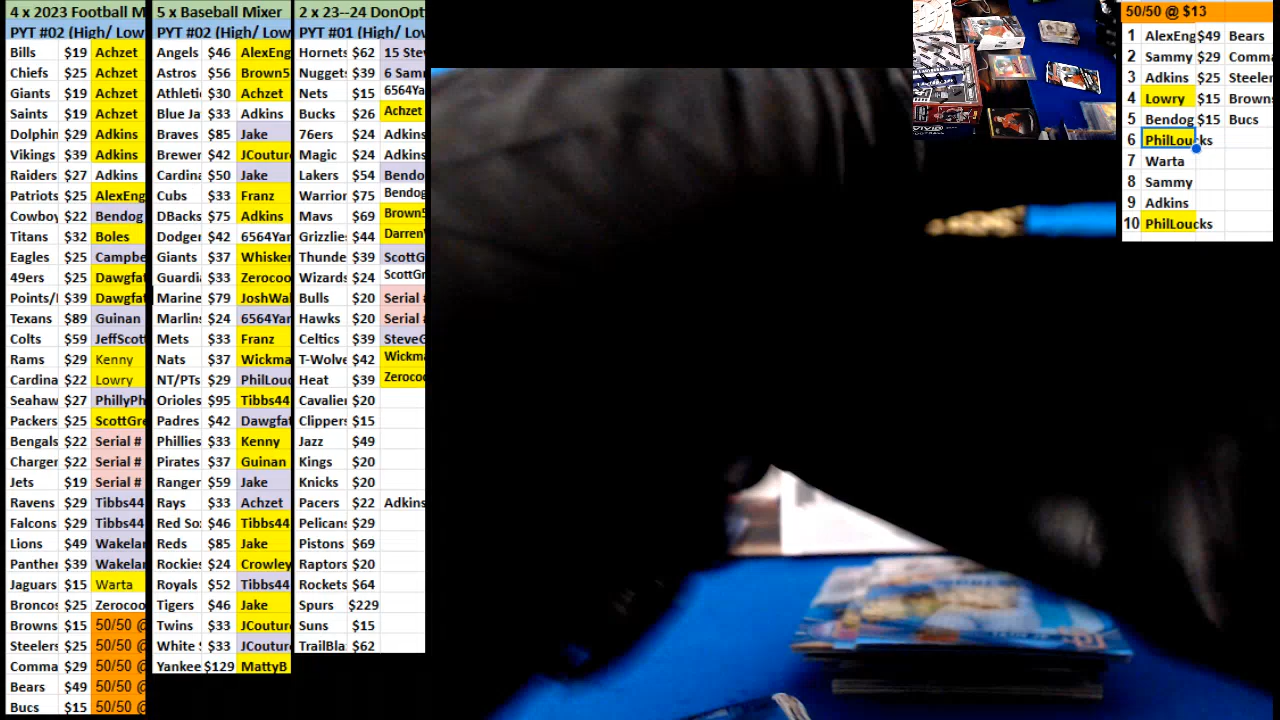 4 x 2023 Football M
PYT #02 (High/ Low
Bills $19 Achzet
Chiefs $25 Achzet
Giants $19 Achzet
Saints $19 Achzet
Dolphin $29 Adkins
Vikings $39 Adkins
Raiders $27 Adkins
Patriots $25 AlexEng
Cowboy $22 Bendog
Titans $32 Boles
Eagles $25 Campbe
49ers $25 Dawgfat
Points/ $39 Dawgfat
Texans $89 Guinan
Colts $59 JeffScott
Rams $29 Kenny
Cardina $22 Lowry
Seahaw $27 PhillyPh
Packers $25 ScottGre
Bengals $22 Serial #
Charger $22 Serial #
Jets $19 Serial #
Ravens $29 Tibbs44
Falcons $29 Tibbs44
Lions $49 Wakelan
Panther $39 Wakelan
Jaguars $15 Warta
Broncos $25 Zerocoo
Browns $15 50/50 @
Steelers $25 50/50 @
Comma $29 50/50 @
Bears $49 50/50 @
Bucs $15 50/50 @
5 x Baseball Mixer
PYT #02 (High/ Low
Angels $46 AlexEng
Astros $56 Brown5
Athleti $30 Achzet
Blue Ja $33 Adkins
Braves $85 Jake
Brewer $42 JCouture
Cardina $50 Jake
Cubs $33 Franz
DBacks $75 Adkins
Dodger $42 6564Yar
Giants $37 Whisker
Guardi $33 Zerocoo
Marine $79 JoshWal
Marlins $24 6564Yar
Mets $33 Franz
Nats $37 Wickma
NT/PTs $29 PhilLouc
Orioles $95 Tibbs44
Padres $42 Dawgfat
Phillies $33 Kenny
Pirates $37 Guinan
Ranger $59 Jake
Rays $33 Achzet
Red So $46 Tibbs44
Reds $85 Jake
Rockies $24 Crowley
Royals $52 Tibbs44
Tigers $46 Jake
Twins $33 JCouture
White S $33 JCouture
Yankee $129 MattyB
2 x 23--24 DonOpt
PYT #01 (High/ Low
Hornets $62 15 Stev
Nuggets $39 6 Samm
Nets $15 6564Ya
Bucks $26 Achzet
76ers $24 Adkins
Magic $24 Adkins
Lakers $54 Bendo
Warrior $75 Bendog
Mavs $69 Brown5
Grizzlie $44 Darren
Thunde $39 ScottG
Wizards $24 ScottGr
Bulls $20 Serial #
Hawks $20 Serial #
Celtics $39 SteveG
T-Wolve $42 Wickma
Heat $39 Zerocoo
Cavalier $20
Clippers $15
Jazz $49
Kings $20
Knicks $20
Pacers $22 Adkins
Pelicans $29
Pistons $69
Raptors $20
Rockets $64
Spurs $229
Suns $15
TrailBla $62
50/50 @ $13
1 AlexEng $49 Bears
2 Sammy $29 Comma
3 Adkins $25 Steeler
4 Lowry $15 Brown
5 Bendog $15 Bucs
6 PhilLoucks
7 Warta
8 Sammy
9 Adkins
10 PhilLoucks